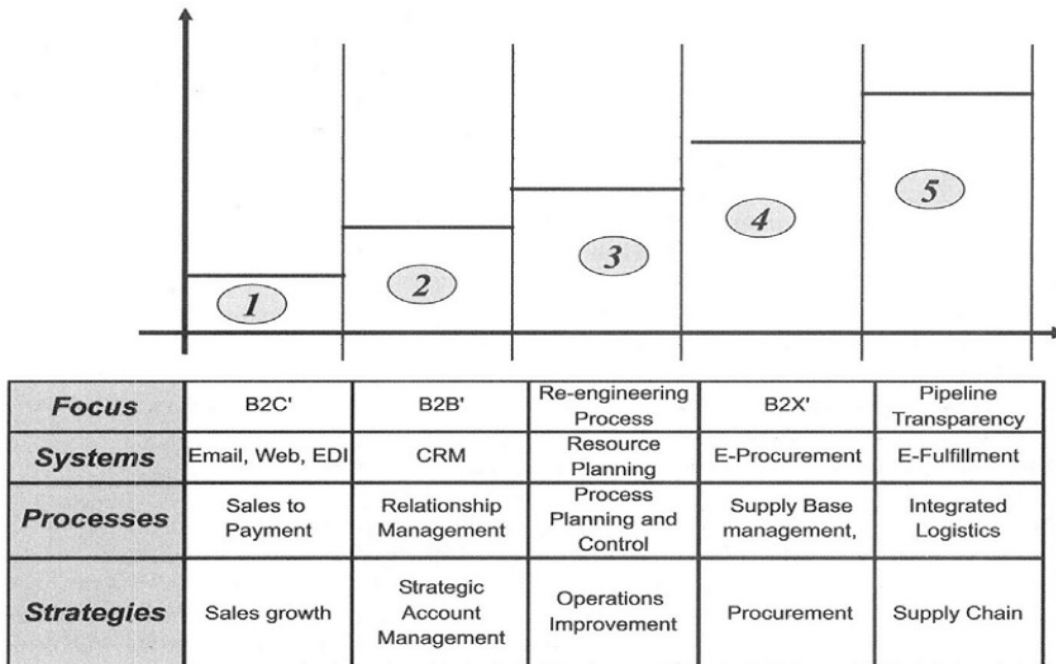 1
2
3
4
5
Focus
B2C'
B2B'
Re-engineering
Process
B2X'
Pipeline
Transparency
Systems
Email, Web, EDI
CRM
Resource
Planning
E-Procurement
E-Fulfillment
Processes
Sales to
Payment
Relationship
Management
Process
Planning and
Control
Supply Base
management,
Integrated
Logistics
Strategies
Sales growth
Strategic
Account
Management
Operations
Improvement
Procurement
Supply Chain